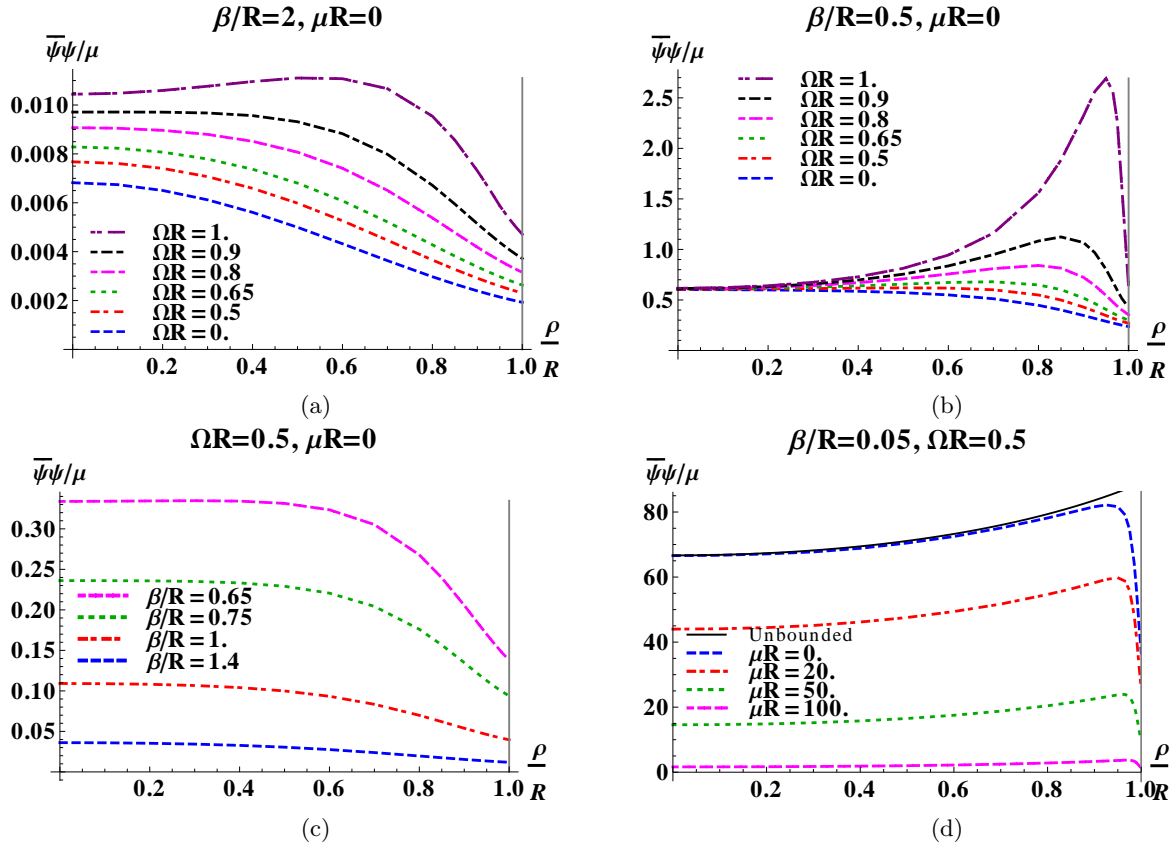 β/R=2, μR=0
ψ̄ψ/μ
0.010
0.008
0.006
0.004
0.002
ΩR=1.
ΩR=0.9
ΩR=0.8
ΩR=0.65
ΩR=0.5
ΩR=0.
0.2 0.4 0.6 0.8 1.0
ρ/R
(a)
β/R=0.5, μR=0
ψ̄ψ/μ
2.5
2.0
1.5
1.0
0.5
ΩR=1.
ΩR=0.9
ΩR=0.8
ΩR=0.65
ΩR=0.5
ΩR=0.
0.2 0.4 0.6 0.8 1.0
ρ/R
(b)
ΩR=0.5, μR=0
ψ̄ψ/μ
0.30
0.25
0.20
0.15
0.10
0.05
β/R=0.65
β/R=0.75
β/R=1.
β/R=1.4
0.2 0.4 0.6 0.8 1.0
ρ/R
(c)
β/R=0.05, ΩR=0.5
ψ̄ψ/μ
80
60
40
20
0
Unbounded
μR=0.
μR=20.
μR=50.
μR=100.
0.2 0.4 0.6 0.8 1.0
ρ/R
(d)